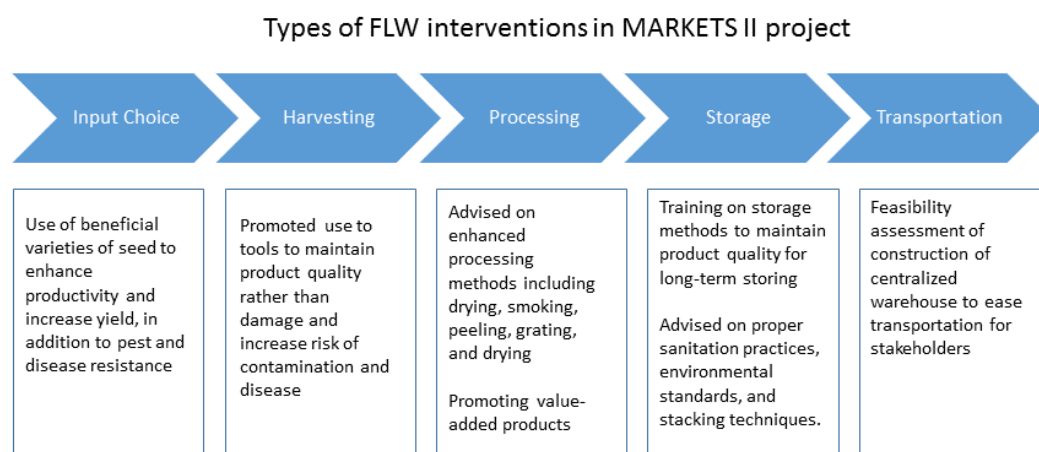 Types of FLW interventions in MARKETS II project
Input Choice
Harvesting
Processing
Storage
Transportation
Use of beneficial
varieties of seed to
enhance
productivity and
increase yield, in
addition to pest and
disease resistance
Promoted use to
tools to maintain
product quality
rather than
damage and
increase risk of
contamination and
disease
Advised on
enhanced
processing
methods including
drying, smoking,
peeling, grating,
and drying
Promoting value-
added products
Training on storage
methods to maintain
product quality for
long-term storing
Advised on proper
sanitation practices,
environmental
standards, and
stacking techniques.
Feasibility
assessment of
construction of
centralized
warehouse to ease
transportation for
stakeholders